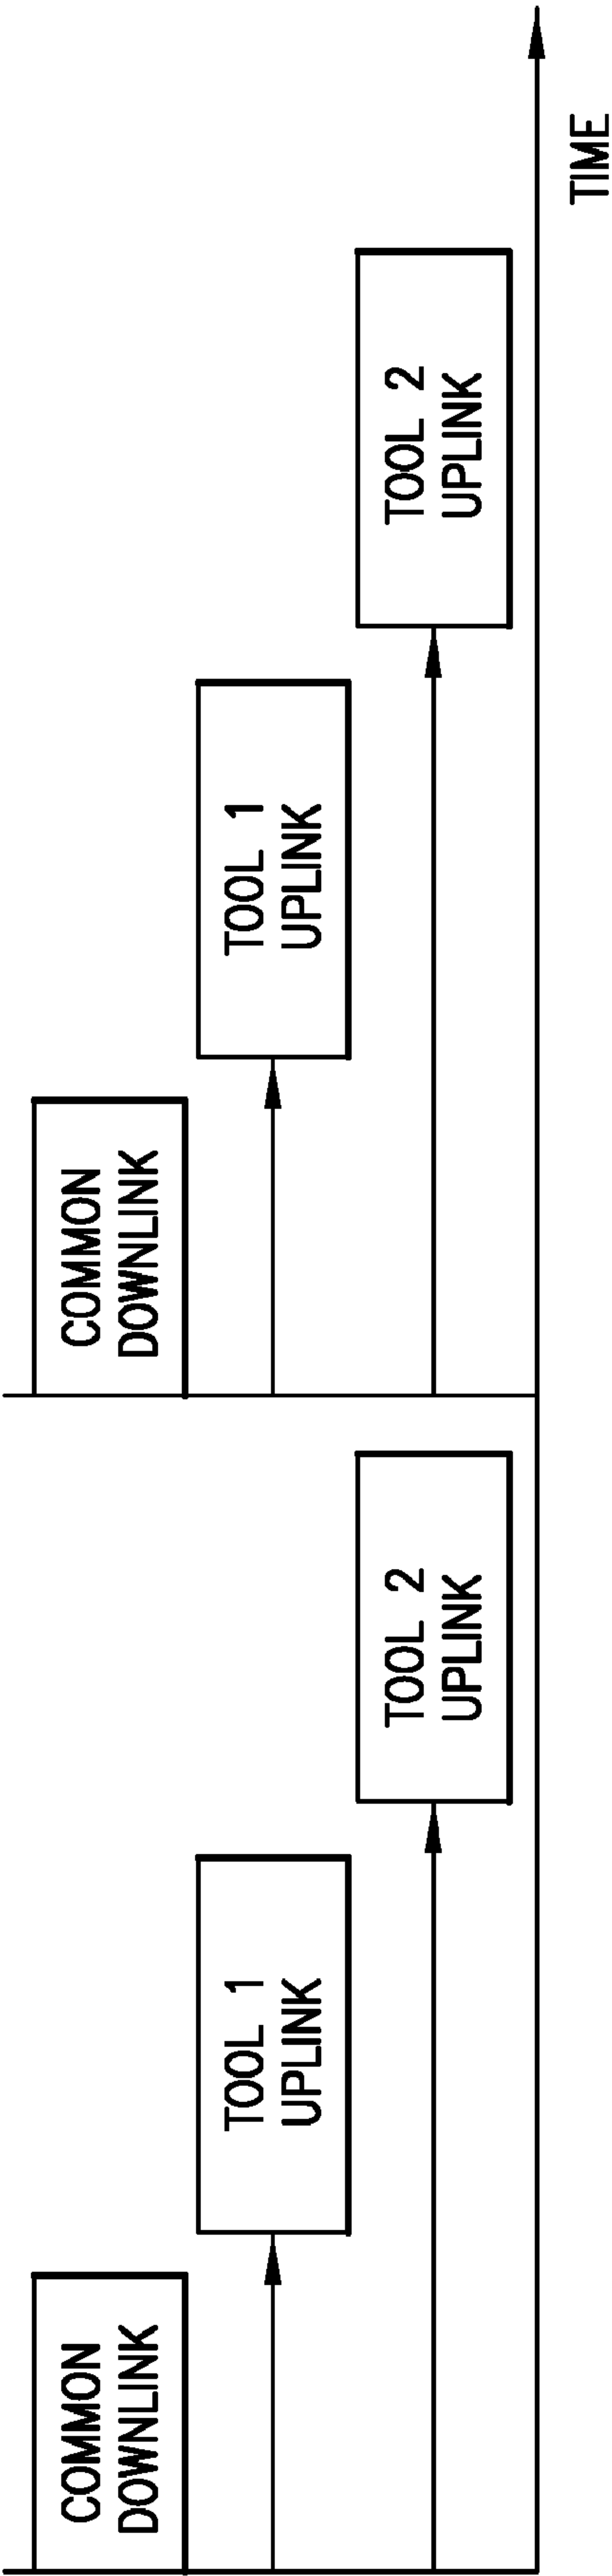 COMMON
DOWNLINK
TOOL 1
UPLINK
TOOL 2
UPLINK
COMMON
DOWNLINK
TOOL 1
UPLINK
TOOL 2
UPLINK
TIME